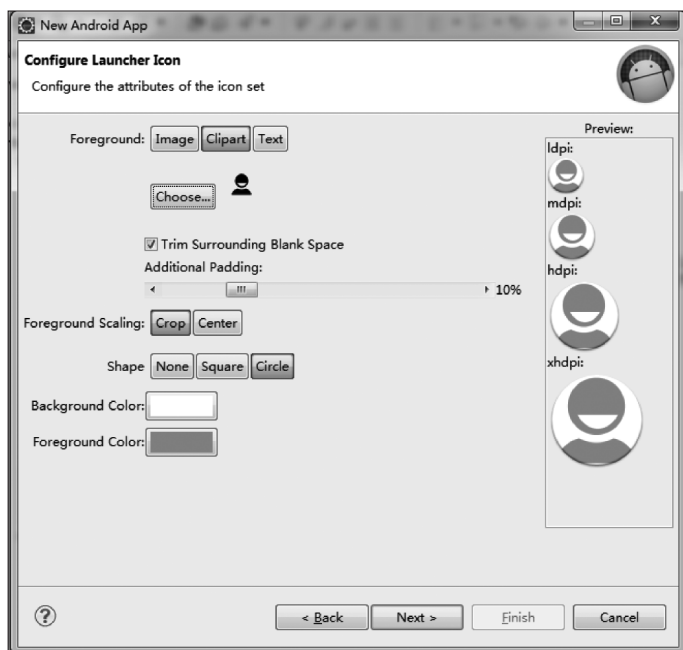 New Android App
Configure Launcher Icon
Configure the attributes of the icon set
Foreground: Image Clipart Text
Choose...
Trim Surrounding Blank Space
Additional Padding:
10%
Foreground Scaling: Crop Center
Shape None Square Circle
Background Color:
Foreground Color:
Preview:
ldpi:
mdpi:
hdpi:
xhdpi:
< Back Next > Finish Cancel